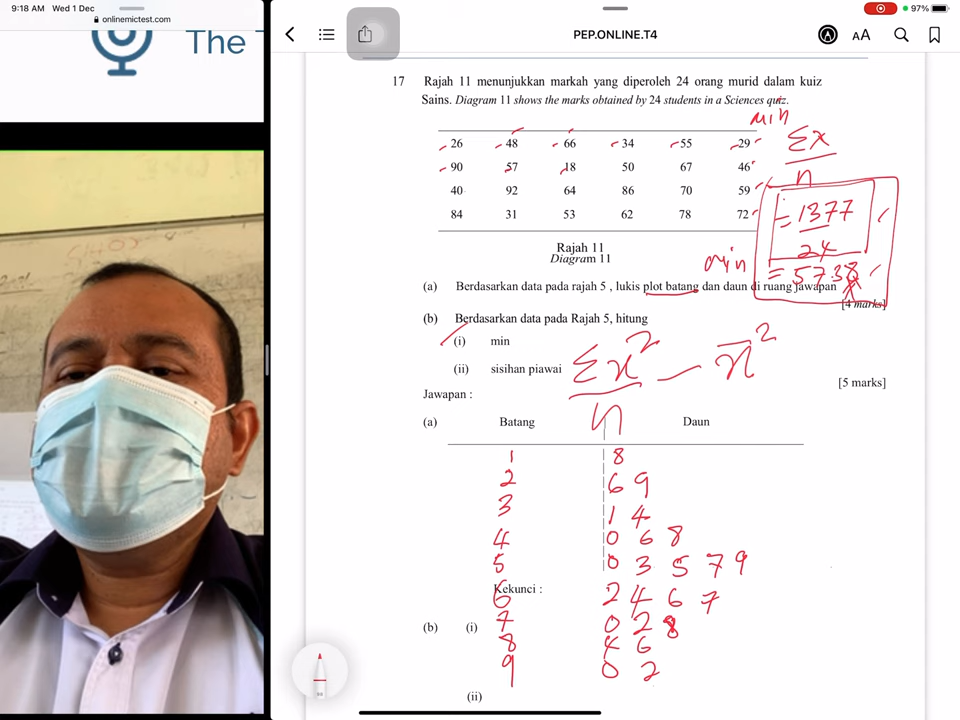 9:18 AM Wed 1 Dec
onlinemictest.com
The
PEP.ONLINE.T4
AA
97%
17 Rajah 11 menunjukkan markah yang diperoleh 24 orang murid dalam kuiz
Sains. Diagram 11 shows the marks obtained by 24 students in a Sciences quiz.
26 48 66 34 55 29
90 57 18 50 67 46
40 92 64 86 70 59
84 31 53 62 78 72
min
Σx
n
= 1377
24
= 57.38
Rajah 11
Diagram 11
min
(a) Berdasarkan data pada rajah 5 , lukis plot batang dan daun di ruang jawapan
[4 marks]
(b) Berdasarkan data pada Rajah 5, hitung
(i) min
(ii) sisihan piawai
Σx² - x̄²
n
[5 marks]
Jawapan :
(a) Batang Daun
1 8
2 6 9
3 1 4
4 0 6 8
5 0 3 5 7 9
Kekunci :
6 2 4 6 7
(b) (i)
7 0 2 8
8 4 6
9 0 2
(ii)